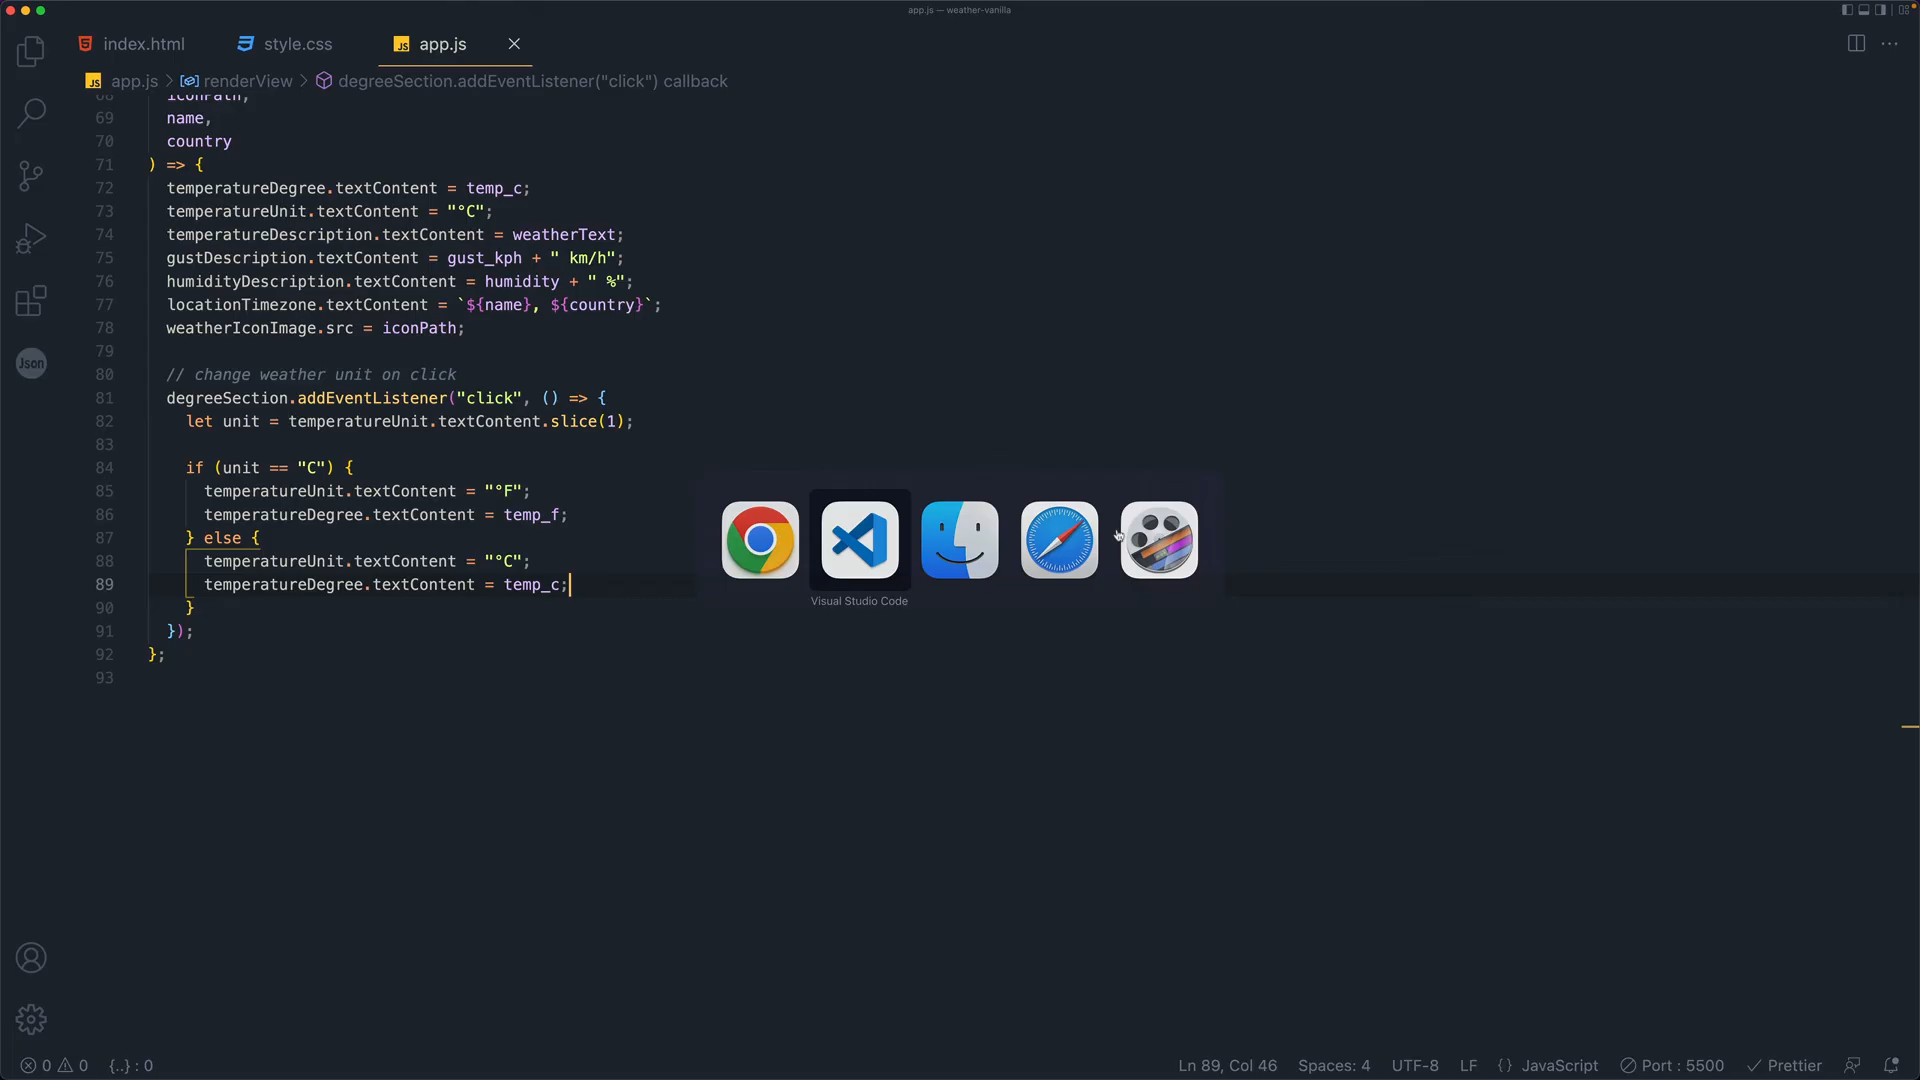 app.js — weather-vanilla
index.html
style.css
JS app.js
JS app.js > renderView > degreeSection.addEventListener("click") callback
68 iconPath,
69 name,
70 country
71 ) => {
72 temperatureDegree.textContent = temp_c;
73 temperatureUnit.textContent = "°C";
74 temperatureDescription.textContent = weatherText;
75 gustDescription.textContent = gust_kph + " km/h";
76 humidityDescription.textContent = humidity + " %";
77 locationTimezone.textContent = `${name}, ${country}`;
78 weatherIconImage.src = iconPath;
79
80 // change weather unit on click
81 degreeSection.addEventListener("click", () => {
82 let unit = temperatureUnit.textContent.slice(1);
83
84 if (unit == "C") {
85 temperatureUnit.textContent = "°F";
86 temperatureDegree.textContent = temp_f;
87 } else {
88 temperatureUnit.textContent = "°C";
89 temperatureDegree.textContent = temp_c;
90 }
91 });
92 };
93
Json
Visual Studio Code
0 0 {..} : 0
Ln 89, Col 46 Spaces: 4 UTF-8 LF {} JavaScript Port : 5500 Prettier